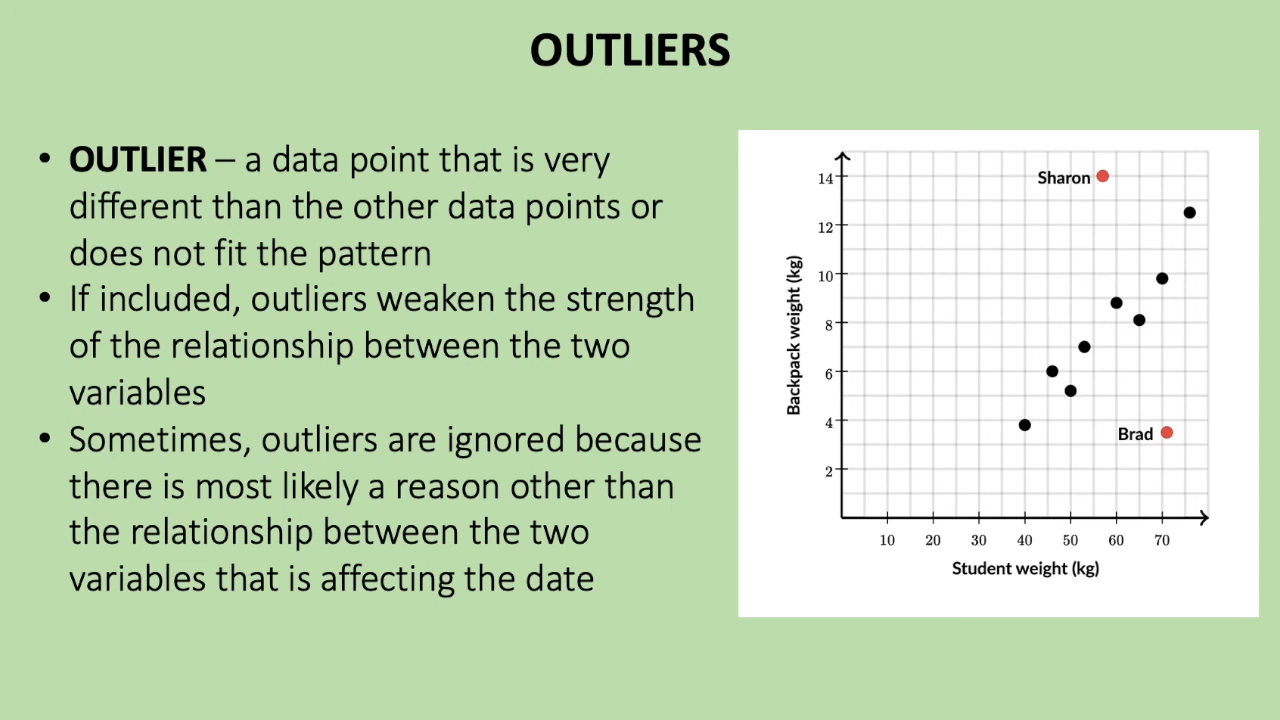 OUTLIERS
• OUTLIER – a data point that is very
different than the other data points or
does not fit the pattern
• If included, outliers weaken the strength
of the relationship between the two
variables
• Sometimes, outliers are ignored because
there is most likely a reason other than
the relationship between the two
variables that is affecting the date
Backpack weight (kg)
14
12
10
8
6
4
2
Sharon
Brad
10 20 30 40 50 60 70
Student weight (kg)